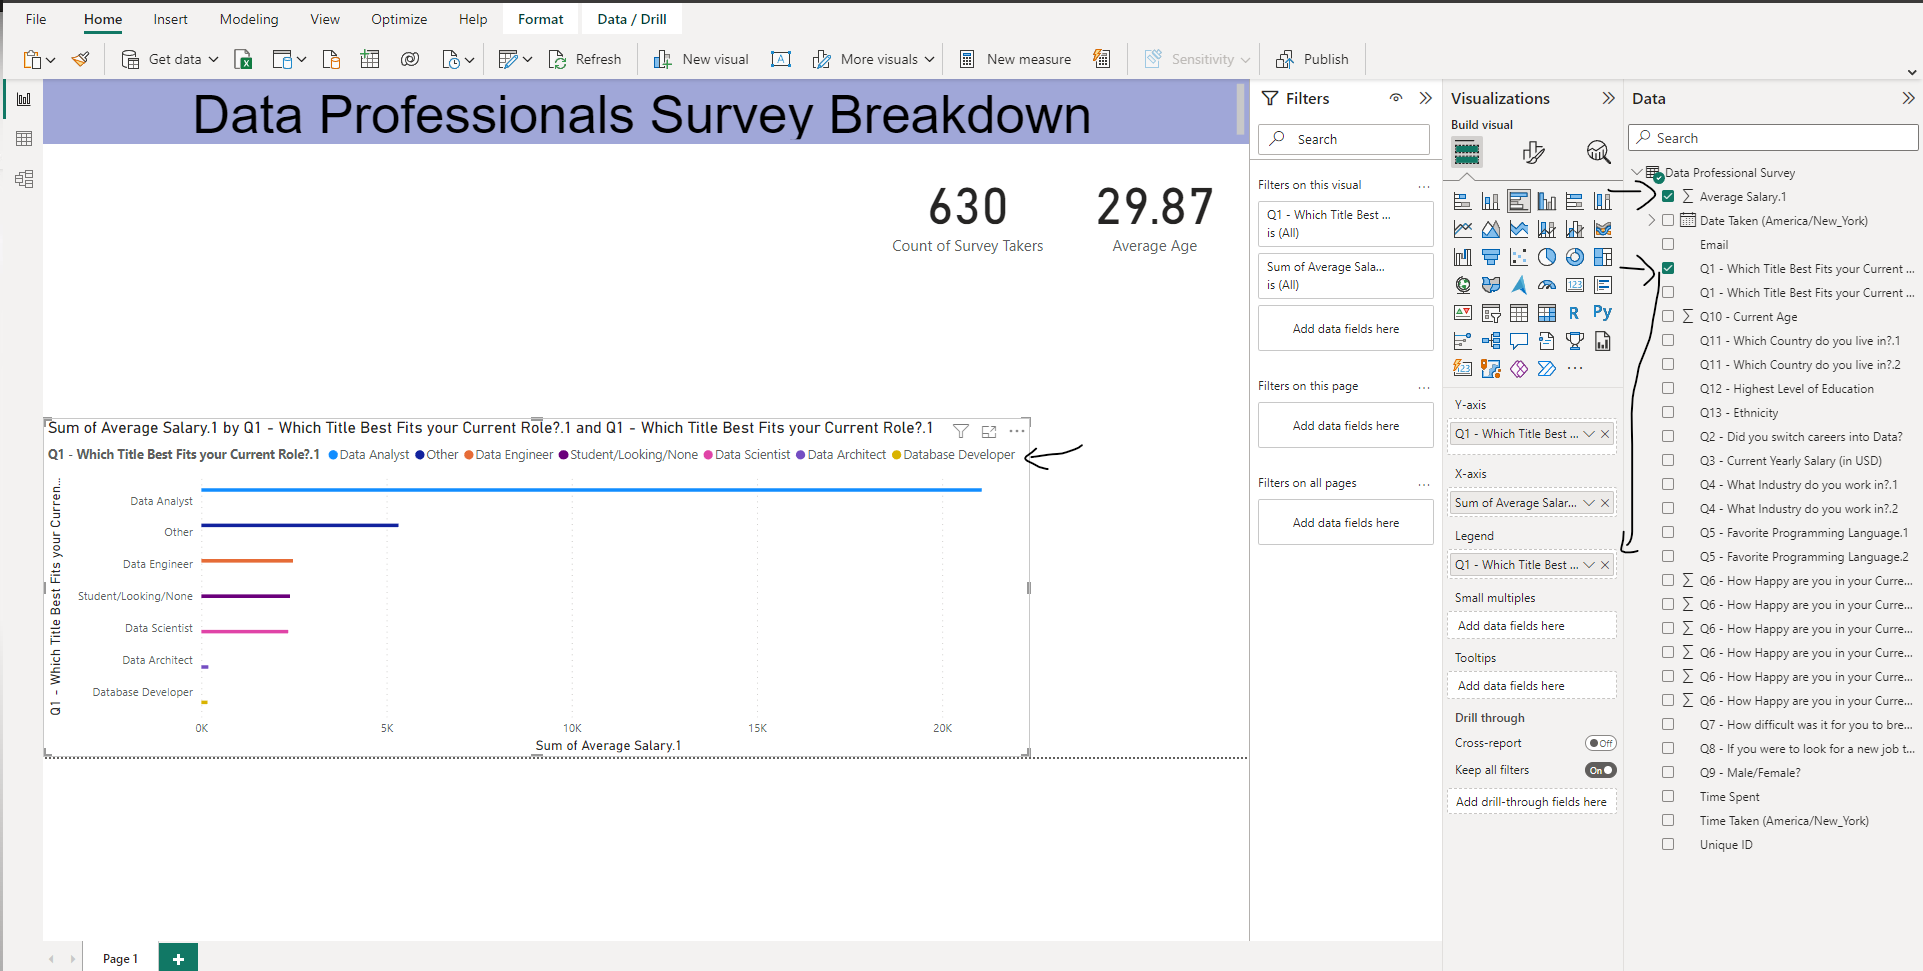 File Home Insert Modeling View Optimize Help Format Data / Drill
Get data Refresh New visual More visuals New measure Sensitivity Publish
Data Professionals Survey Breakdown
630
Count of Survey Takers
29.87
Average Age
Sum of Average Salary.1 by Q1 - Which Title Best Fits your Current Role?.1 and Q1 - Which Title Best Fits your Current Role?.1
Q1 - Which Title Best Fits your Current Role?.1 Data Analyst Other Data Engineer Student/Looking/None Data Scientist Data Architect Database Developer
Q1 - Which Title Best Fits your Curren...
Data Analyst
Other
Data Engineer
Student/Looking/None
Data Scientist
Data Architect
Database Developer
0K 5K 10K 15K 20K
Sum of Average Salary.1
Page 1
Filters
Search
Filters on this visual
Q1 - Which Title Best ...
is (All)
Sum of Average Sala...
is (All)
Add data fields here
Filters on this page
Add data fields here
Filters on all pages
Add data fields here
Visualizations
Build visual
123
R Py
123
Y-axis
Q1 - Which Title Best ...
X-axis
Sum of Average Salar...
Legend
Q1 - Which Title Best ...
Small multiples
Add data fields here
Tooltips
Add data fields here
Drill through
Cross-report Off
Keep all filters On
Add drill-through fields here
Data
Search
Data Professional Survey
Average Salary.1
Date Taken (America/New_York)
Email
Q1 - Which Title Best Fits your Current ...
Q1 - Which Title Best Fits your Current ...
Q10 - Current Age
Q11 - Which Country do you live in?.1
Q11 - Which Country do you live in?.2
Q12 - Highest Level of Education
Q13 - Ethnicity
Q2 - Did you switch careers into Data?
Q3 - Current Yearly Salary (in USD)
Q4 - What Industry do you work in?.1
Q4 - What Industry do you work in?.2
Q5 - Favorite Programming Language.1
Q5 - Favorite Programming Language.2
Q6 - How Happy are you in your Curre...
Q6 - How Happy are you in your Curre...
Q6 - How Happy are you in your Curre...
Q6 - How Happy are you in your Curre...
Q6 - How Happy are you in your Curre...
Q6 - How Happy are you in your Curre...
Q7 - How difficult was it for you to bre...
Q8 - If you were to look for a new job t...
Q9 - Male/Female?
Time Spent
Time Taken (America/New_York)
Unique ID